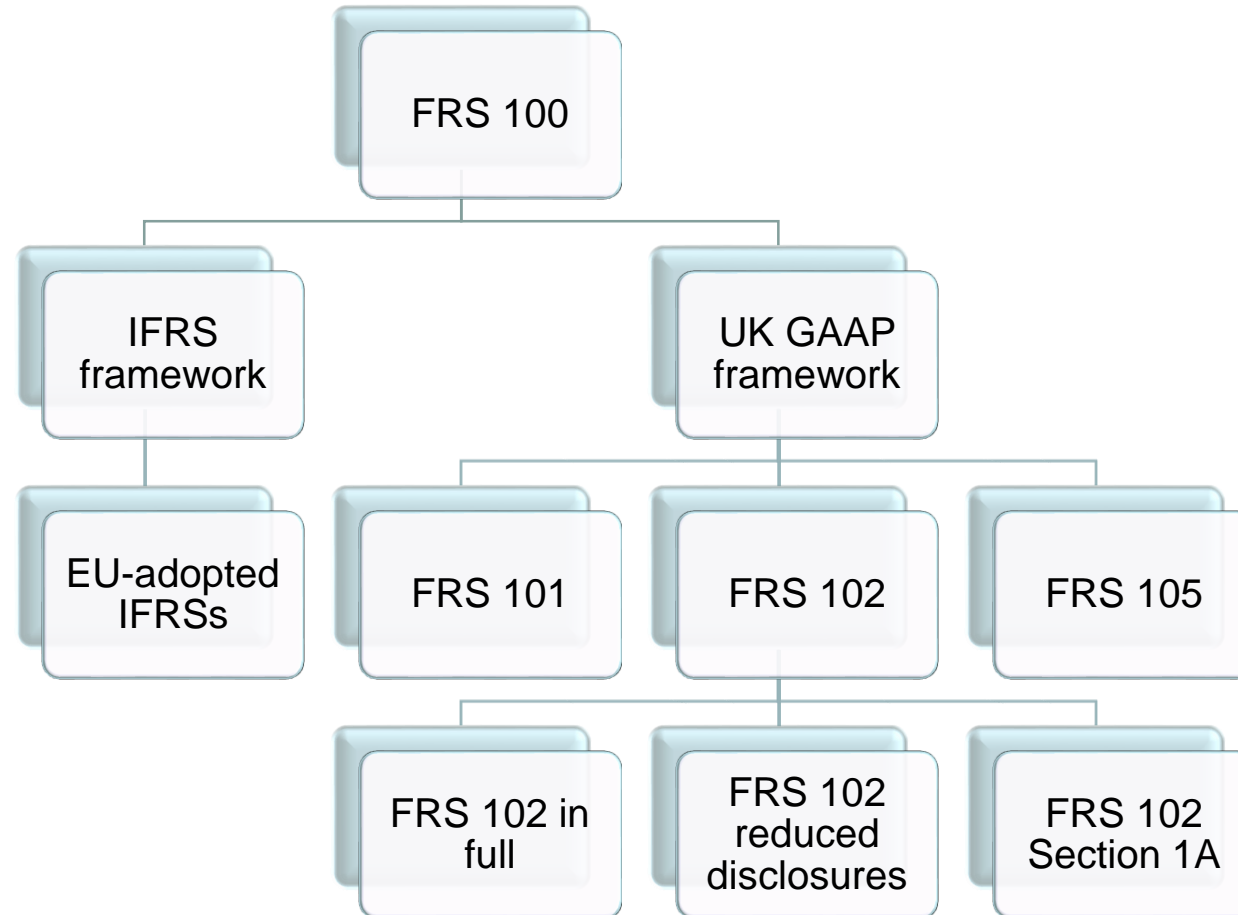 FRS 100
IFRS
framework
UK GAAP
framework
EU-adopted
IFRSs
FRS 101
FRS 102
FRS 105
FRS 102 in
full
FRS 102
reduced
disclosures
FRS 102
Section 1A